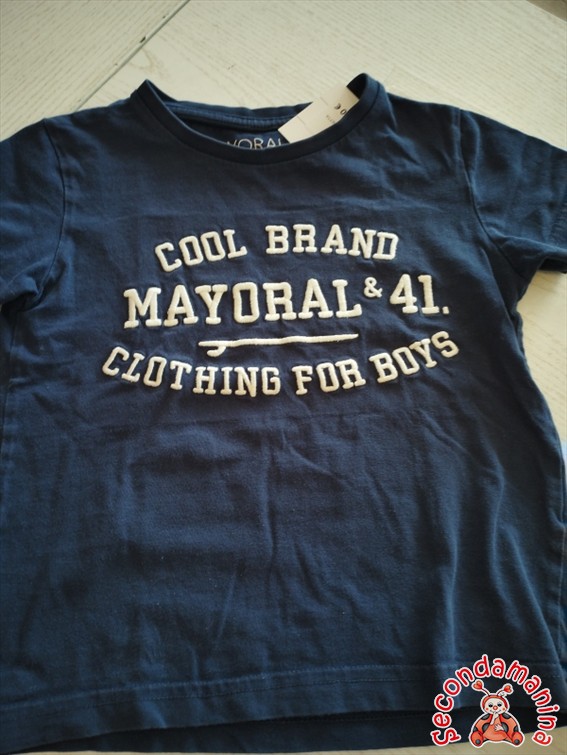 COOL BRAND
MAYORAL & 41.
CLOTHING FOR BOYS
secondamanina